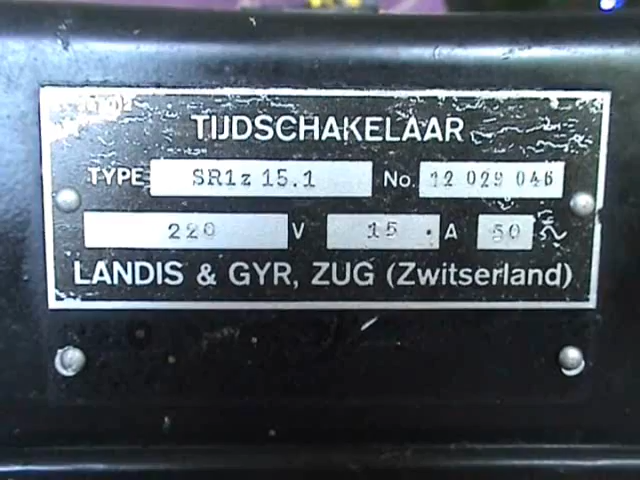 TIJDSCHAKELAAR
TYPE SR1z 15.1 No. 12 029 046
220 V 15 A 50
LANDIS & GYR, ZUG (Zwitserland)